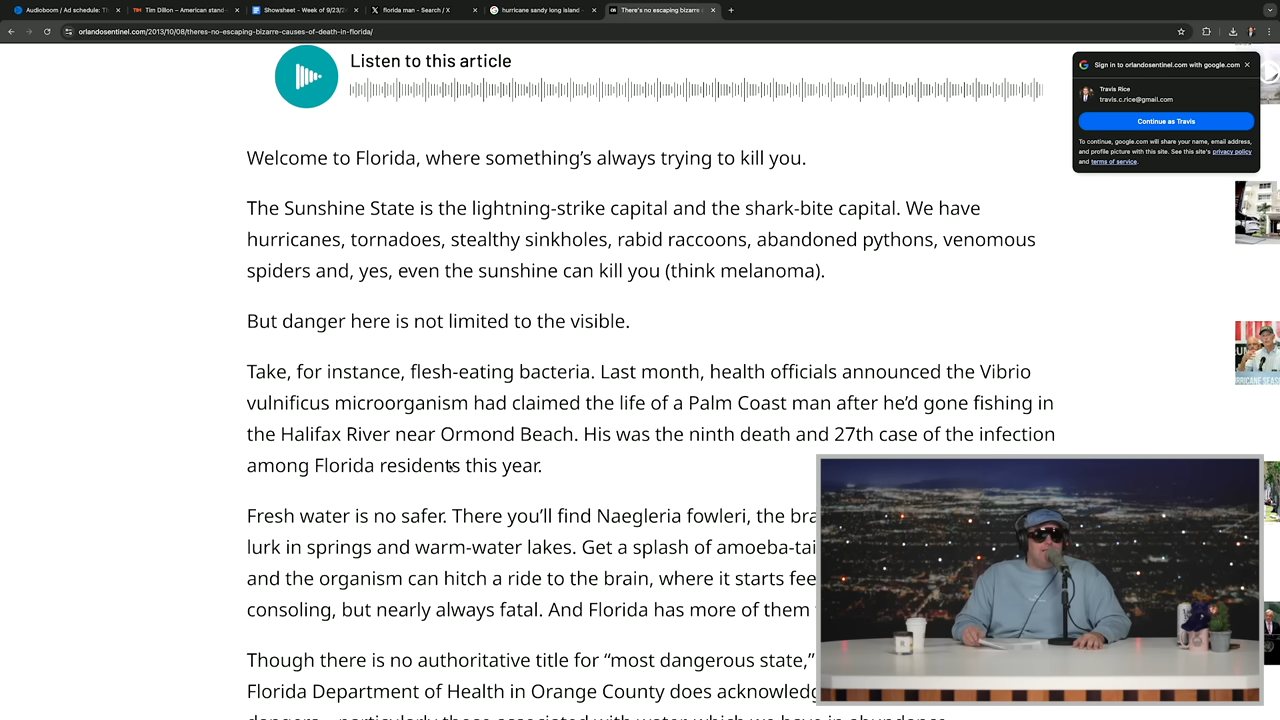 Audioboom / Ad schedule: Th
Tim Dillon – American stand-
Showsheet - Week of 9/23/2
florida man - Search / X
hurricane sandy long island -
There's no escaping bizarre c
orlandosentinel.com/2013/10/08/theres-no-escaping-bizarre-causes-of-death-in-florida/
Listen to this article
Sign in to orlandosentinel.com with google.com
Travis Rice
travis.c.rice@gmail.com
Continue as Travis
To continue, google.com will share your name, email address,
and profile picture with this site. See this site's privacy policy
and terms of service.
Welcome to Florida, where something's always trying to kill you.
The Sunshine State is the lightning-strike capital and the shark-bite capital. We have
hurricanes, tornadoes, stealthy sinkholes, rabid raccoons, abandoned pythons, venomous
spiders and, yes, even the sunshine can kill you (think melanoma).
But danger here is not limited to the visible.
Take, for instance, flesh-eating bacteria. Last month, health officials announced the Vibrio
vulnificus microorganism had claimed the life of a Palm Coast man after he'd gone fishing in
the Halifax River near Ormond Beach. His was the ninth death and 27th case of the infection
among Florida residents this year.
Fresh water is no safer. There you'll find Naegleria fowleri, the bra
lurk in springs and warm-water lakes. Get a splash of amoeba-tai
and the organism can hitch a ride to the brain, where it starts fee
consoling, but nearly always fatal. And Florida has more of them
Though there is no authoritative title for "most dangerous state,"
Florida Department of Health in Orange County does acknowledg